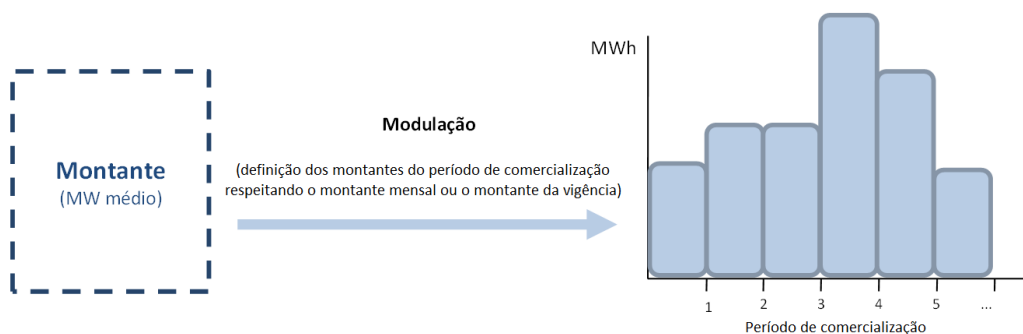 Montante
(MW médio)
Modulação
(definição dos montantes do período de comercialização
respeitando o montante mensal ou o montante da vigência)
MWh
1 2 3 4 5 ...
Período de comercialização